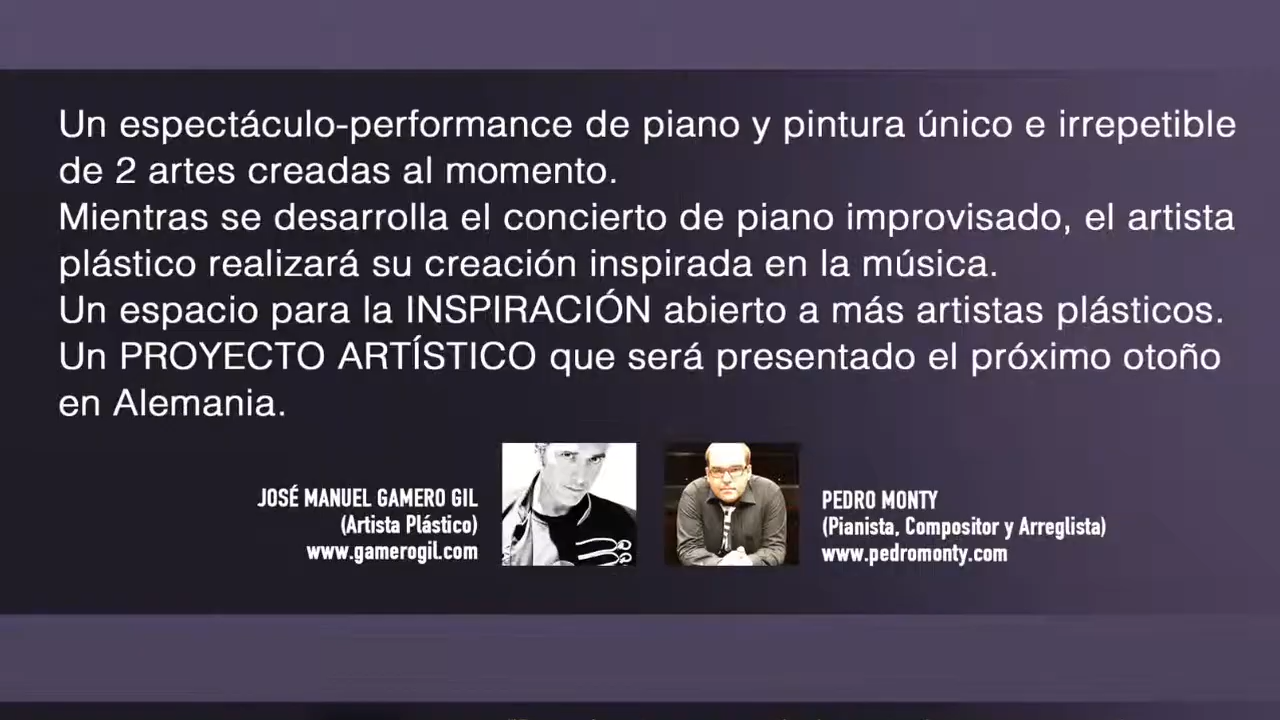 Un espectáculo-performance de piano y pintura único e irrepetible
de 2 artes creadas al momento.
Mientras se desarrolla el concierto de piano improvisado, el artista
plástico realizará su creación inspirada en la música.
Un espacio para la INSPIRACIÓN abierto a más artistas plásticos.
Un PROYECTO ARTÍSTICO que será presentado el próximo otoño
en Alemania.
JOSÉ MANUEL GAMERO GIL
(Artista Plástico)
www.gamerogil.com
PEDRO MONTY
(Pianista, Compositor y Arreglista)
www.pedromonty.com